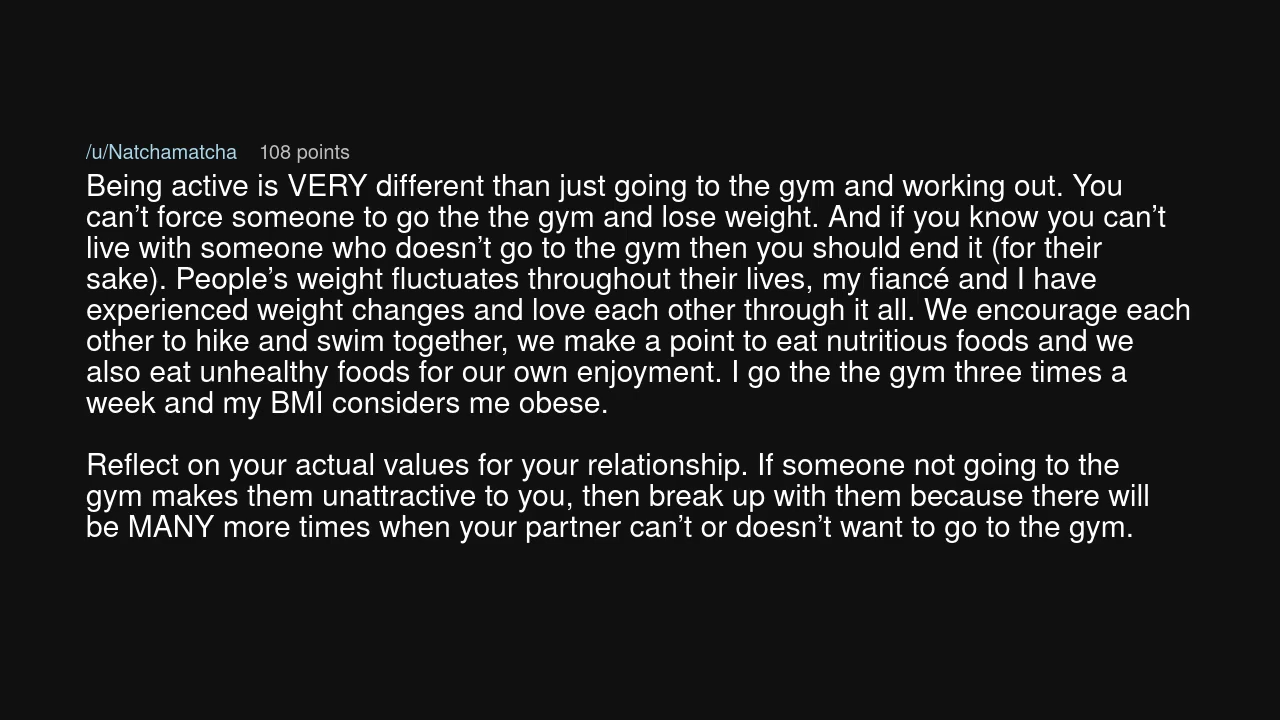 /u/Natchamatcha 108 points
Being active is VERY different than just going to the gym and working out. You
can’t force someone to go the the gym and lose weight. And if you know you can’t
live with someone who doesn’t go to the gym then you should end it (for their
sake). People’s weight fluctuates throughout their lives, my fiancé and I have
experienced weight changes and love each other through it all. We encourage each
other to hike and swim together, we make a point to eat nutritious foods and we
also eat unhealthy foods for our own enjoyment. I go the the gym three times a
week and my BMI considers me obese.
Reflect on your actual values for your relationship. If someone not going to the
gym makes them unattractive to you, then break up with them because there will
be MANY more times when your partner can’t or doesn’t want to go to the gym.